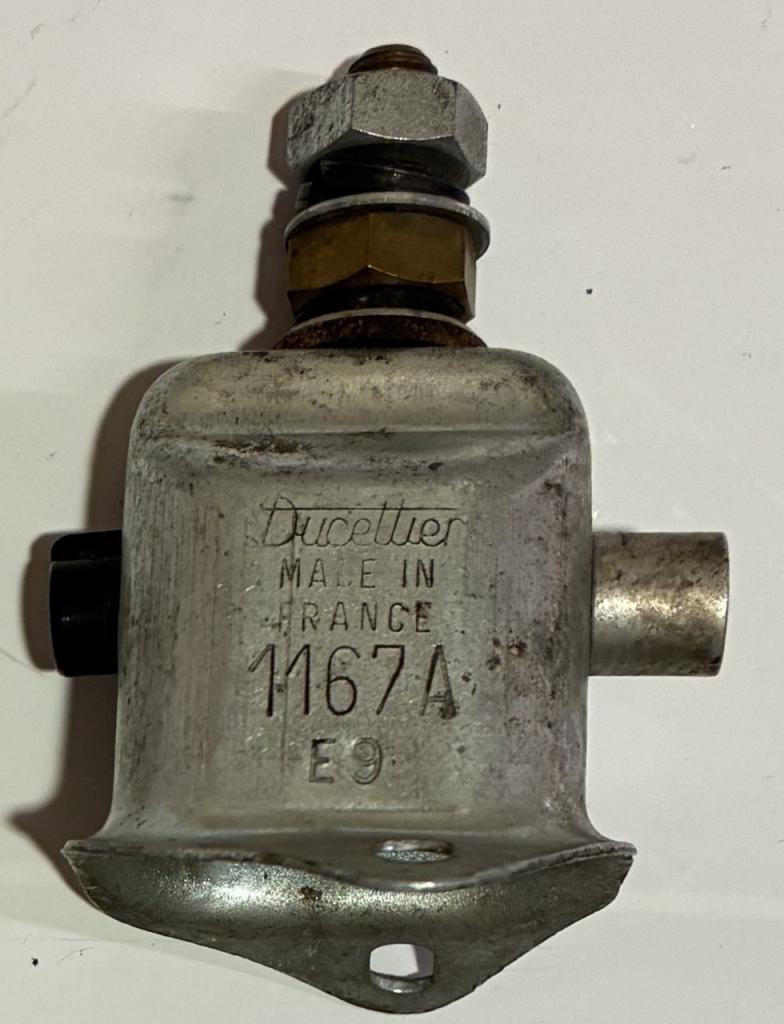 Ducellier
MADE IN
FRANCE
1167A
E9